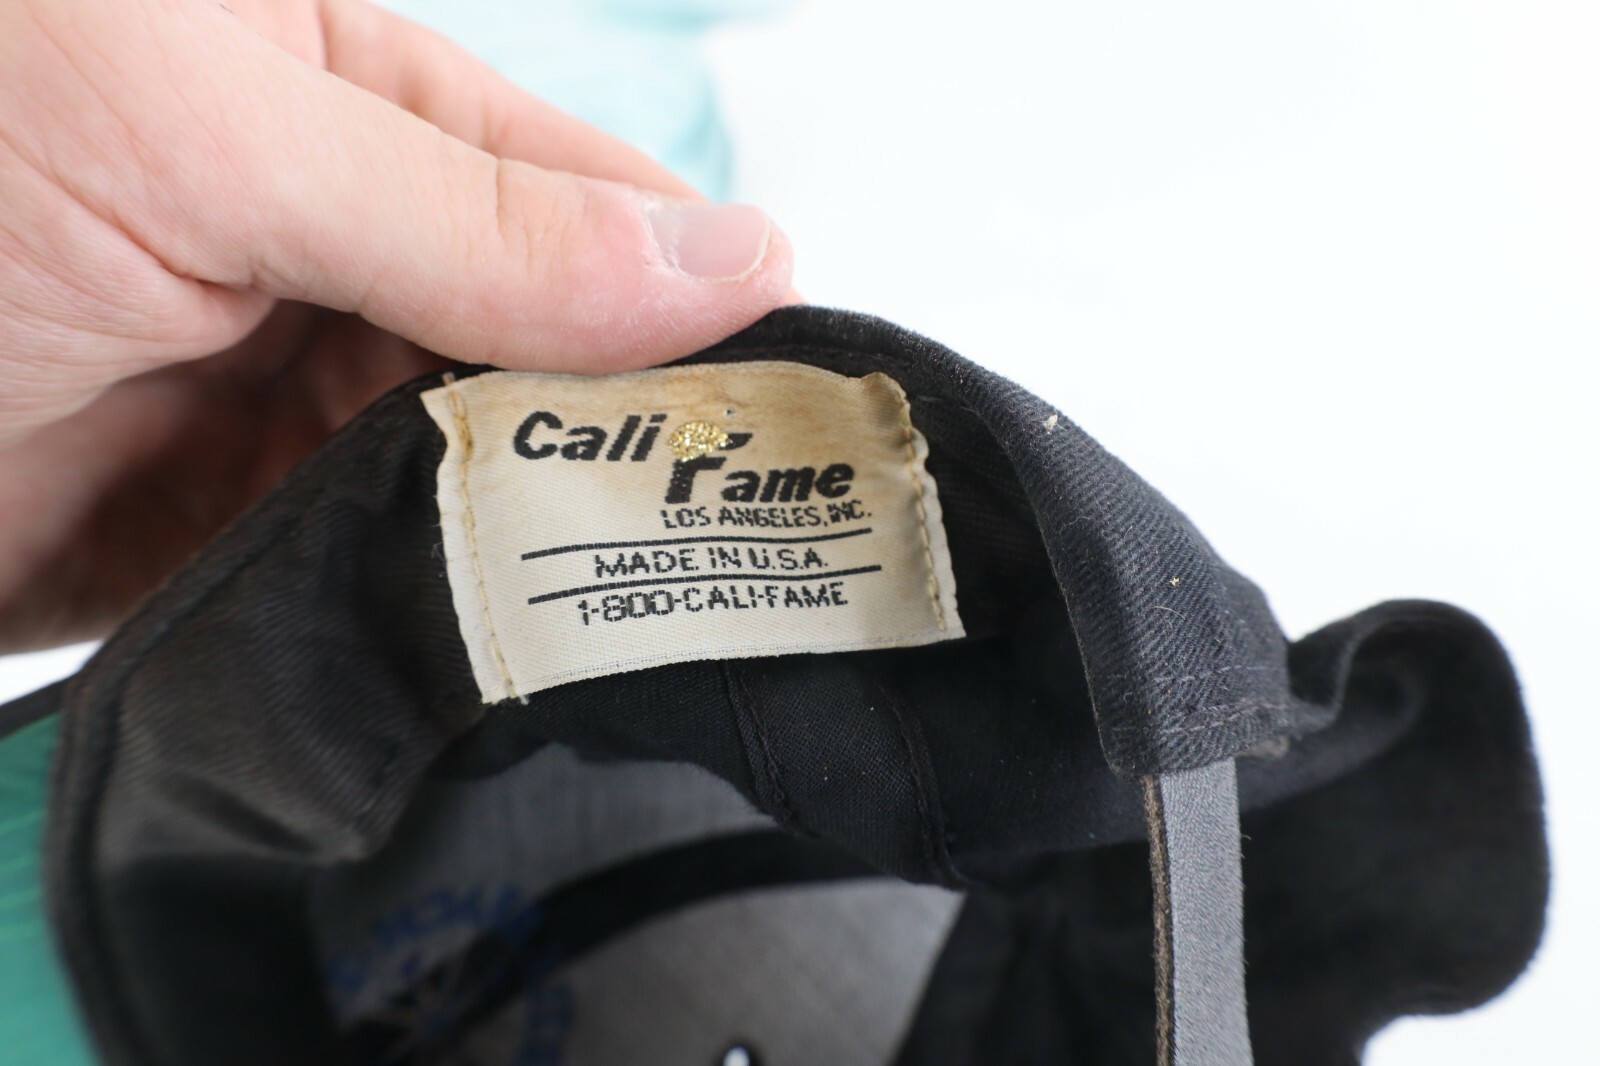 Cali
Fame
LOS ANGELES, INC.
MADE IN U.S.A.
1-800-CALI-FAME